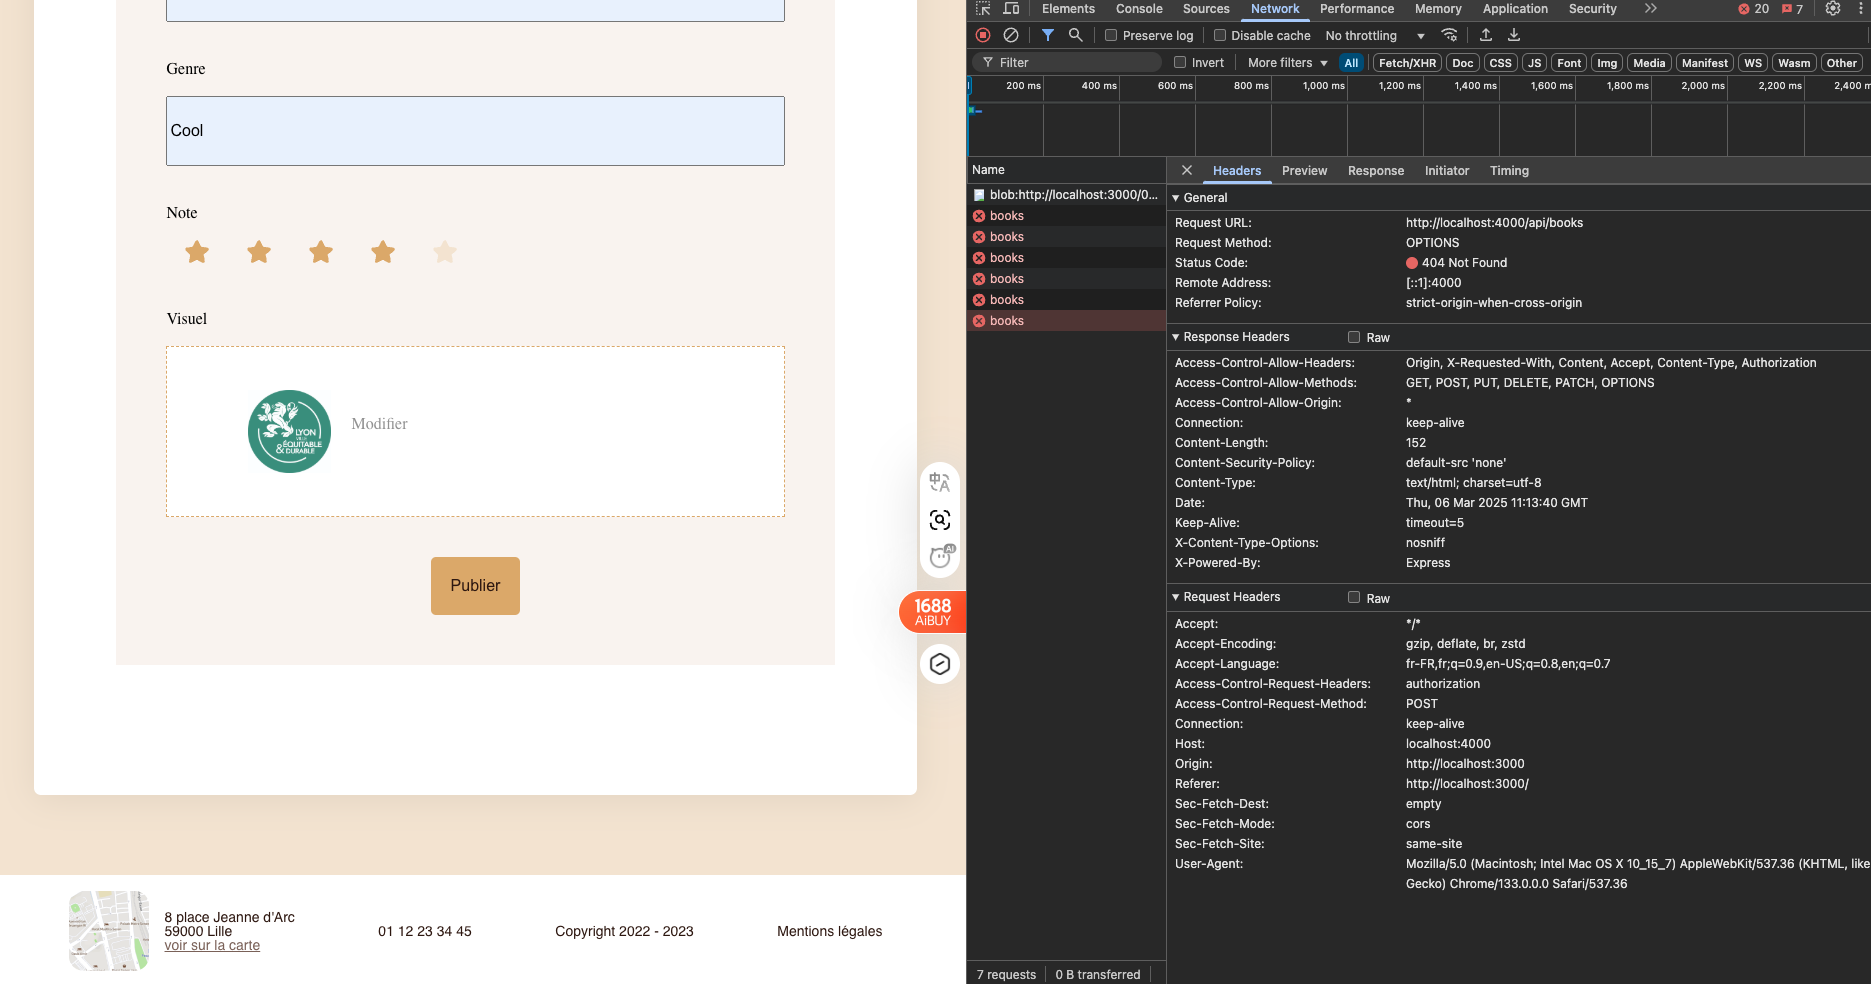 Genre
Cool
Note
Visuel
LYON
VILLE
ÉQUITABLE
& DURABLE
Modifier
Publier
中A
AI
1688
AiBUY
8 place Jeanne d'Arc
59000 Lille
voir sur la carte
01 12 23 34 45
Copyright 2022 - 2023
Mentions légales
Elements Console Sources Network Performance Memory Application Security 20 7
Preserve log Disable cache No throttling
Filter Invert More filters All Fetch/XHR Doc CSS JS Font Img Media Manifest WS Wasm Other
200 ms 400 ms 600 ms 800 ms 1,000 ms 1,200 ms 1,400 ms 1,600 ms 1,800 ms 2,000 ms 2,200 ms 2,400 m
Name
blob:http://localhost:3000/0...
books
books
books
books
books
books
7 requests 0 B transferred
Headers Preview Response Initiator Timing
General
Request URL: http://localhost:4000/api/books
Request Method: OPTIONS
Status Code: 404 Not Found
Remote Address: [::1]:4000
Referrer Policy: strict-origin-when-cross-origin
Response Headers Raw
Access-Control-Allow-Headers: Origin, X-Requested-With, Content, Accept, Content-Type, Authorization
Access-Control-Allow-Methods: GET, POST, PUT, DELETE, PATCH, OPTIONS
Access-Control-Allow-Origin: *
Connection: keep-alive
Content-Length: 152
Content-Security-Policy: default-src 'none'
Content-Type: text/html; charset=utf-8
Date: Thu, 06 Mar 2025 11:13:40 GMT
Keep-Alive: timeout=5
X-Content-Type-Options: nosniff
X-Powered-By: Express
Request Headers Raw
Accept: */*
Accept-Encoding: gzip, deflate, br, zstd
Accept-Language: fr-FR,fr;q=0.9,en-US;q=0.8,en;q=0.7
Access-Control-Request-Headers: authorization
Access-Control-Request-Method: POST
Connection: keep-alive
Host: localhost:4000
Origin: http://localhost:3000
Referer: http://localhost:3000/
Sec-Fetch-Dest: empty
Sec-Fetch-Mode: cors
Sec-Fetch-Site: same-site
User-Agent: Mozilla/5.0 (Macintosh; Intel Mac OS X 10_15_7) AppleWebKit/537.36 (KHTML, like
Gecko) Chrome/133.0.0.0 Safari/537.36